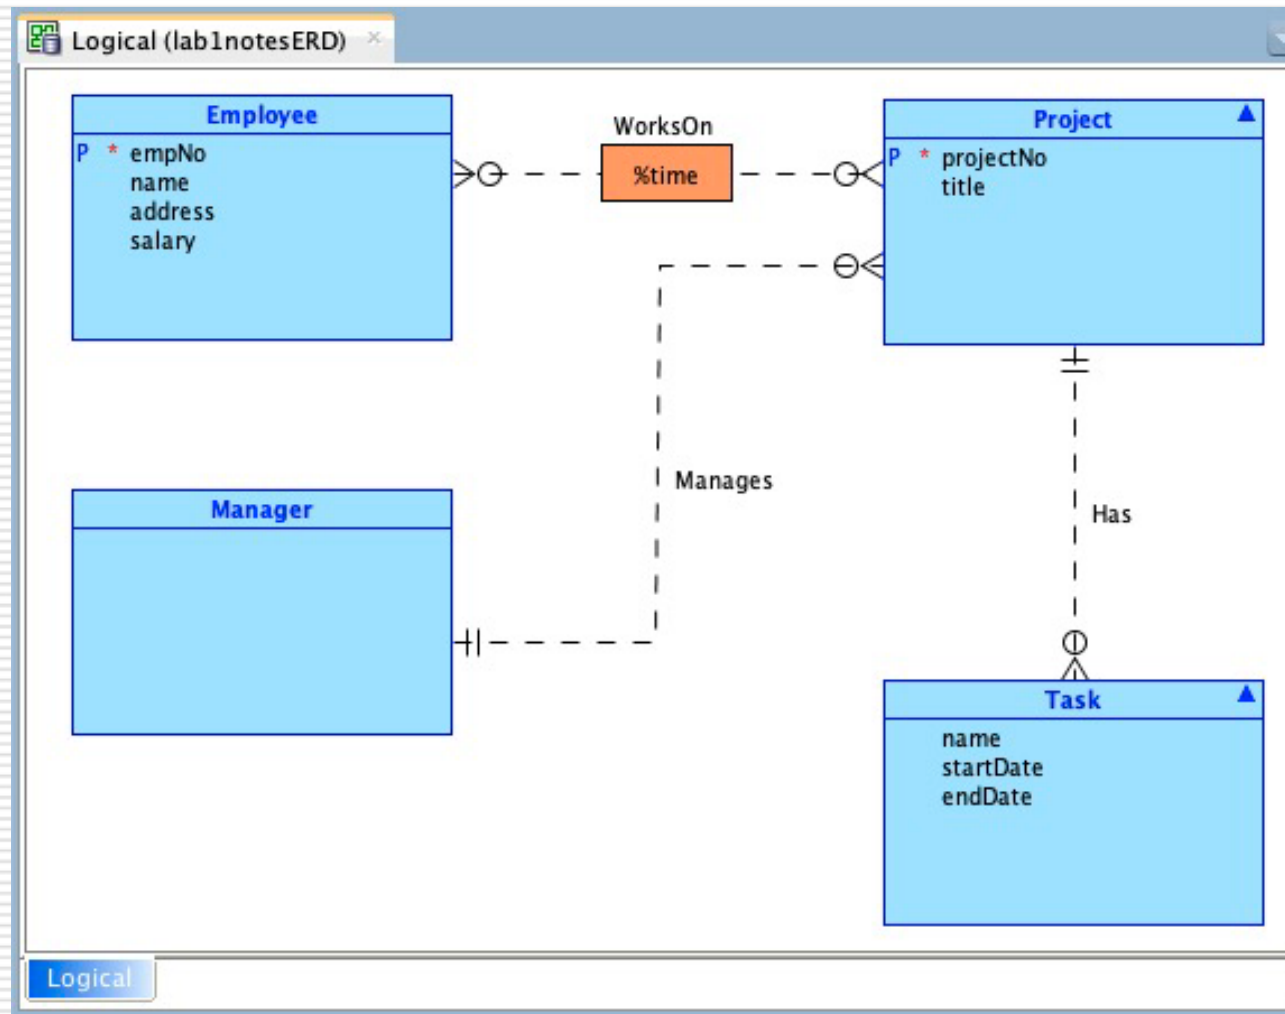 Logical (lab1notesERD)
Employee
P * empNo
name
address
salary
WorksOn
%time
Project
P * projectNo
title
Manages
Manager
Has
Task
name
startDate
endDate
Logical